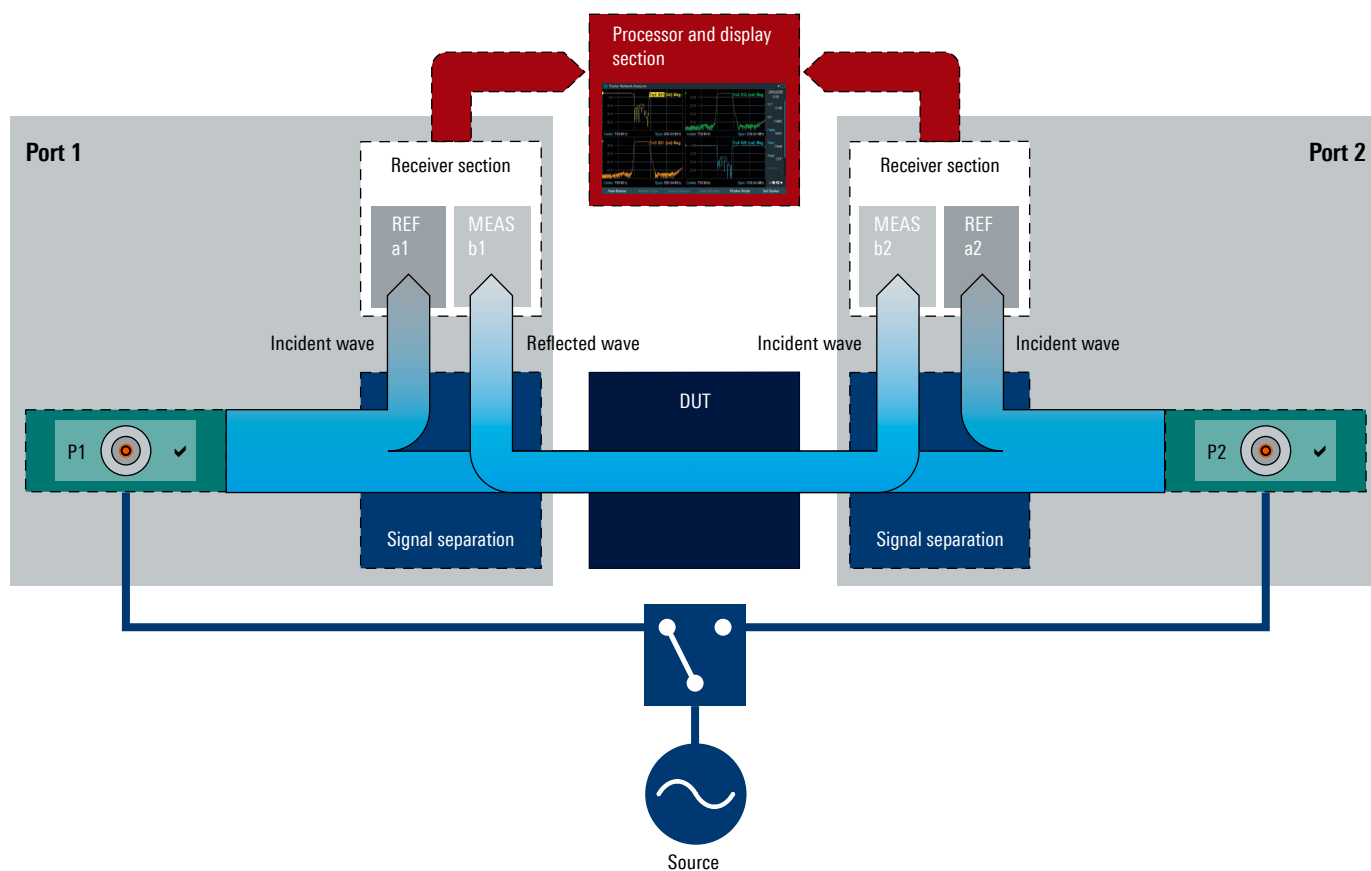 Processor and display
section
Port 1
Port 2
Receiver section
Receiver section
REF
a1
MEAS
b1
MEAS
b2
REF
a2
Incident wave
Reflected wave
Incident wave
Incident wave
DUT
P1
P2
Signal separation
Signal separation
Source